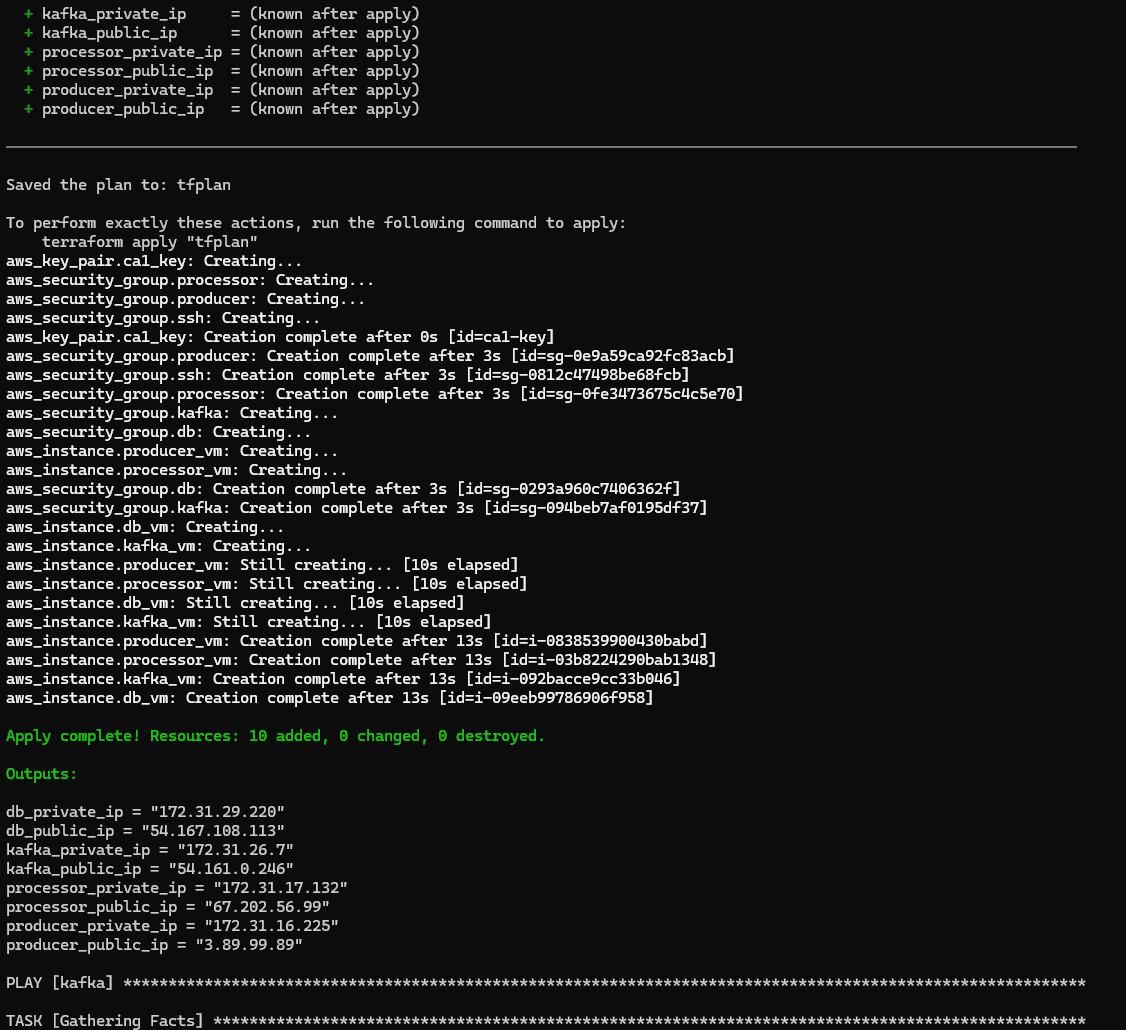 + kafka_private_ip     = (known after apply)
+ kafka_public_ip      = (known after apply)
+ processor_private_ip = (known after apply)
+ processor_public_ip  = (known after apply)
+ producer_private_ip  = (known after apply)
+ producer_public_ip   = (known after apply)
Saved the plan to: tfplan
To perform exactly these actions, run the following command to apply:
    terraform apply "tfplan"
aws_key_pair.ca1_key: Creating...
aws_security_group.processor: Creating...
aws_security_group.producer: Creating...
aws_security_group.ssh: Creating...
aws_key_pair.ca1_key: Creation complete after 0s [id=ca1-key]
aws_security_group.producer: Creation complete after 3s [id=sg-0e9a59ca92fc83acb]
aws_security_group.ssh: Creation complete after 3s [id=sg-0812c47498be68fcb]
aws_security_group.processor: Creation complete after 3s [id=sg-0fe3473675c4c5e70]
aws_security_group.kafka: Creating...
aws_security_group.db: Creating...
aws_instance.producer_vm: Creating...
aws_instance.processor_vm: Creating...
aws_security_group.db: Creation complete after 3s [id=sg-0293a960c7406362f]
aws_security_group.kafka: Creation complete after 3s [id=sg-094beb7af0195df37]
aws_instance.db_vm: Creating...
aws_instance.kafka_vm: Creating...
aws_instance.producer_vm: Still creating... [10s elapsed]
aws_instance.processor_vm: Still creating... [10s elapsed]
aws_instance.db_vm: Still creating... [10s elapsed]
aws_instance.kafka_vm: Still creating... [10s elapsed]
aws_instance.producer_vm: Creation complete after 13s [id=i-0838539900430babd]
aws_instance.processor_vm: Creation complete after 13s [id=i-03b8224290bab1348]
aws_instance.kafka_vm: Creation complete after 13s [id=i-092bacce9cc33b046]
aws_instance.db_vm: Creation complete after 13s [id=i-09eeb99786906f958]
Apply complete! Resources: 10 added, 0 changed, 0 destroyed.
Outputs:
db_private_ip = "172.31.29.220"
db_public_ip = "54.167.108.113"
kafka_private_ip = "172.31.26.7"
kafka_public_ip = "54.161.0.246"
processor_private_ip = "172.31.17.132"
processor_public_ip = "67.202.56.99"
producer_private_ip = "172.31.16.225"
producer_public_ip = "3.89.99.89"
PLAY [kafka] ***********************************************************************************************************
TASK [Gathering Facts] *************************************************************************************************